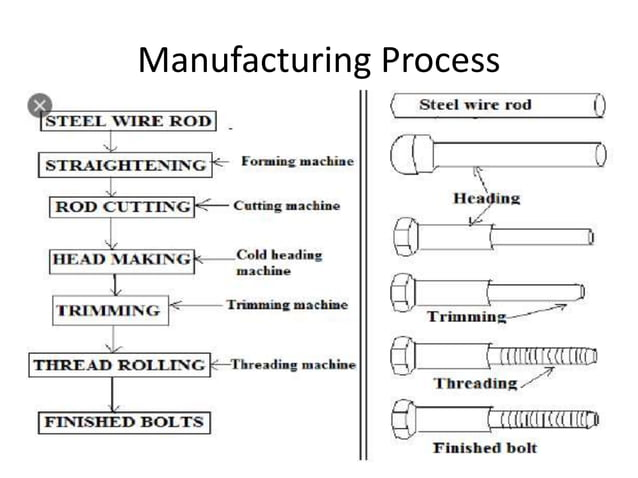 Manufacturing Process
STEEL WIRE ROD
STRAIGHTENING
Forming machine
ROD CUTTING
Cutting machine
HEAD MAKING
Cold heading
machine
TRIMMING
Trimming machine
THREAD ROLLING
Threading machine
FINISHED BOLTS
Steel wire rod
Heading
Trimming
Threading
Finished bolt